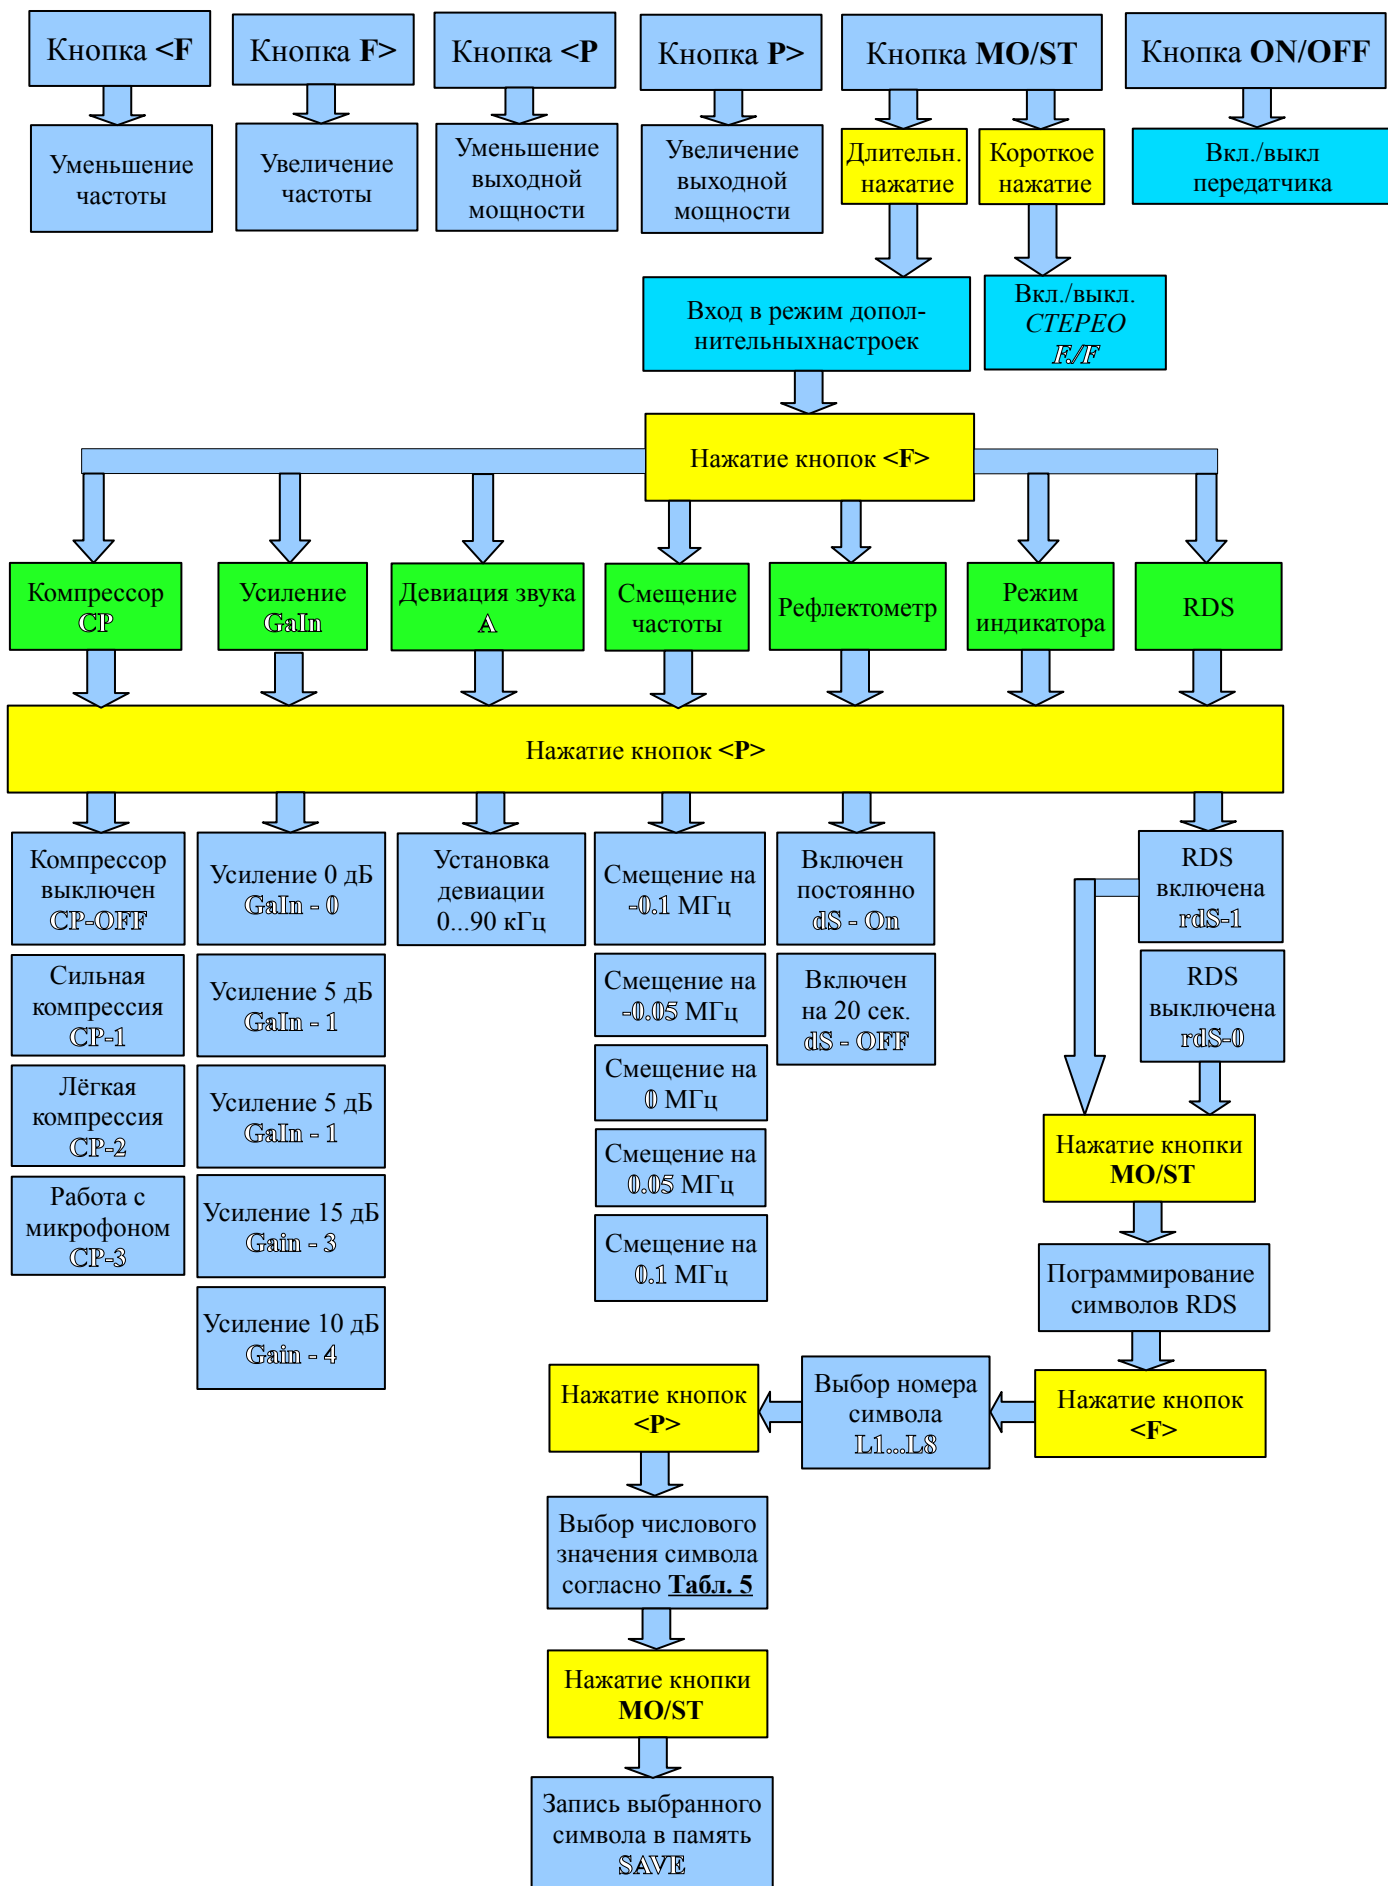 Кнопка <F
Кнопка F>
Кнопка <P
Кнопка P>
Кнопка MO/ST
Кнопка ON/OFF
Уменьшение
частоты
Увеличение
частоты
Уменьшение
выходной
мощности
Увеличение
выходной
мощности
Длительн.
нажатие
Короткое
нажатие
Вкл./выкл
передатчика
Вход в режим допол-
нительныхнастроек
Вкл./выкл.
СТЕРЕО
F./F
Нажатие кнопок <F>
Компрессор
CP
Усиление
GaIn
Девиация звука
A
Смещение
частоты
Рефлектометр
Режим
индикатора
RDS
Нажатие кнопок <P>
Компрессор
выключен
CP-OFF
Сильная
компрессия
CP-1
Лёгкая
компрессия
CP-2
Работа с
микрофоном
CP-3
Усиление 0 дБ
GaIn - 0
Усиление 5 дБ
GaIn - 1
Усиление 5 дБ
GaIn - 1
Усиление 15 дБ
Gain - 3
Усиление 10 дБ
Gain - 4
Установка
девиации
0...90 кГц
Смещение на
-0.1 МГц
Смещение на
-0.05 МГц
Смещение на
0 МГц
Смещение на
0.05 МГц
Смещение на
0.1 МГц
Включен
постоянно
dS - On
Включен
на 20 сек.
dS - OFF
RDS
включена
rdS-1
RDS
выключена
rdS-0
Нажатие кнопки
MO/ST
Пограммирование
символов RDS
Нажатие кнопок
<F>
Выбор номера
символа
L1...L8
Нажатие кнопок
<P>
Выбор числового
значения символа
согласно Табл. 5
Нажатие кнопки
MO/ST
Запись выбранного
символа в память
SAVE